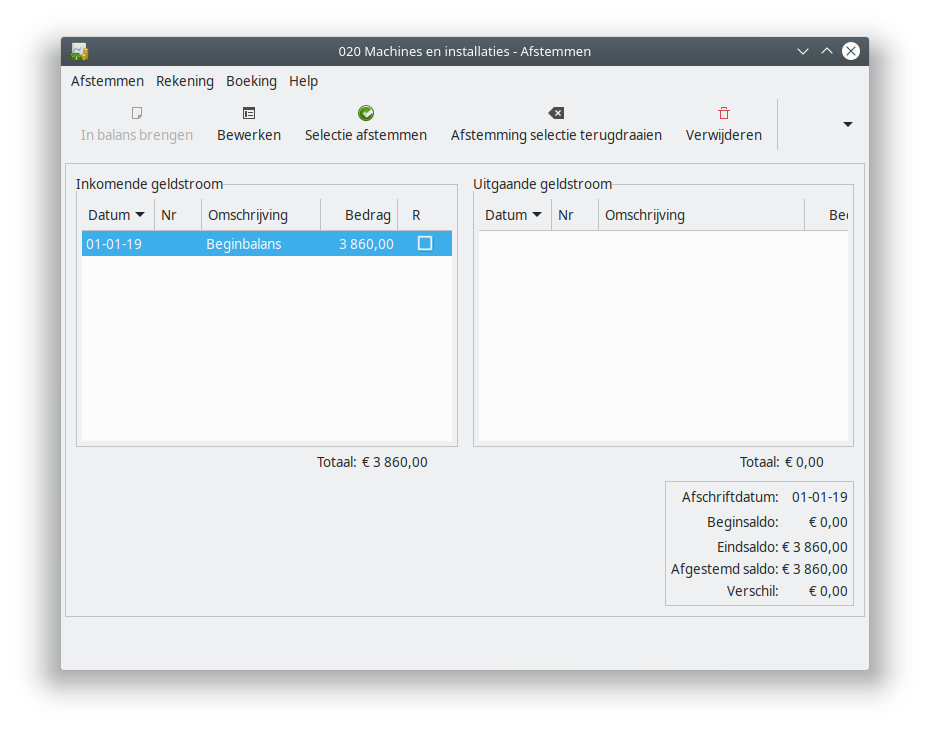 020 Machines en installaties - Afstemmen
Afstemmen Rekening Boeking Help
In balans brengen Bewerken Selectie afstemmen Afstemming selectie terugdraaien Verwijderen
Inkomende geldstroom
Datum Nr Omschrijving Bedrag R
01-01-19 Beginbalans 3 860,00
Totaal: € 3 860,00
Uitgaande geldstroom
Datum Nr Omschrijving Be
Totaal: € 0,00
Afschriftdatum: 01-01-19
Beginsaldo: € 0,00
Eindsaldo: € 3 860,00
Afgestemd saldo: € 3 860,00
Verschil: € 0,00